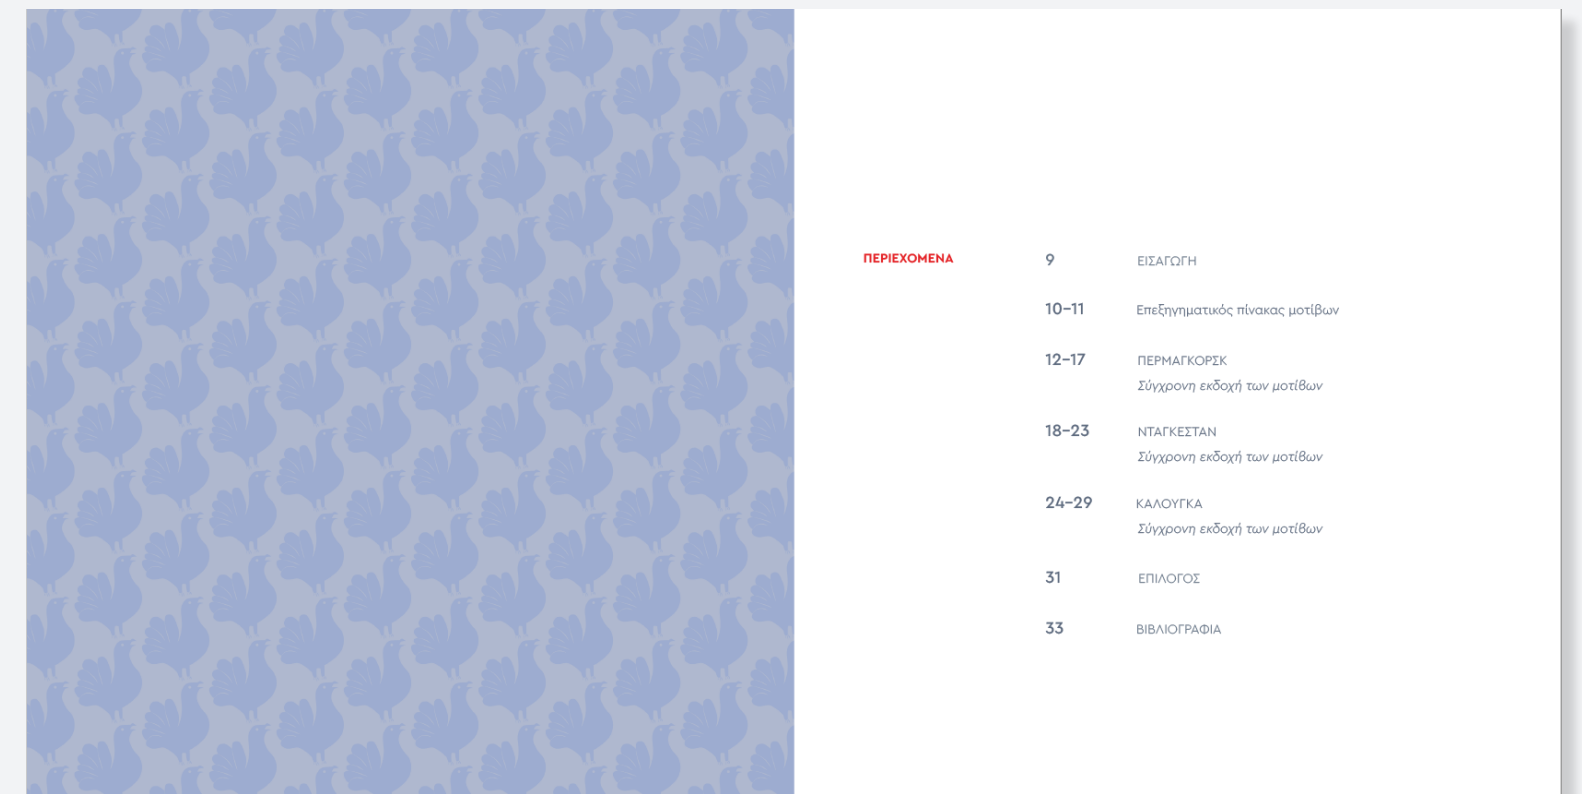 ΠΕΡΙΕΧΟΜΕΝΑ
9 ΕΙΣΑΓΩΓΗ
10–11 Επεξηγηματικός πίνακας μοτίβων
12–17 ΠΕΡΜΑΓΚΟΡΣΚ
Σύγχρονη εκδοχή των μοτίβων
18–23 ΝΤΑΓΚΕΣΤΑΝ
Σύγχρονη εκδοχή των μοτίβων
24–29 ΚΑΛΟΥΓΚΑ
Σύγχρονη εκδοχή των μοτίβων
31 ΕΠΙΛΟΓΟΣ
33 ΒΙΒΛΙΟΓΡΑΦΙΑ